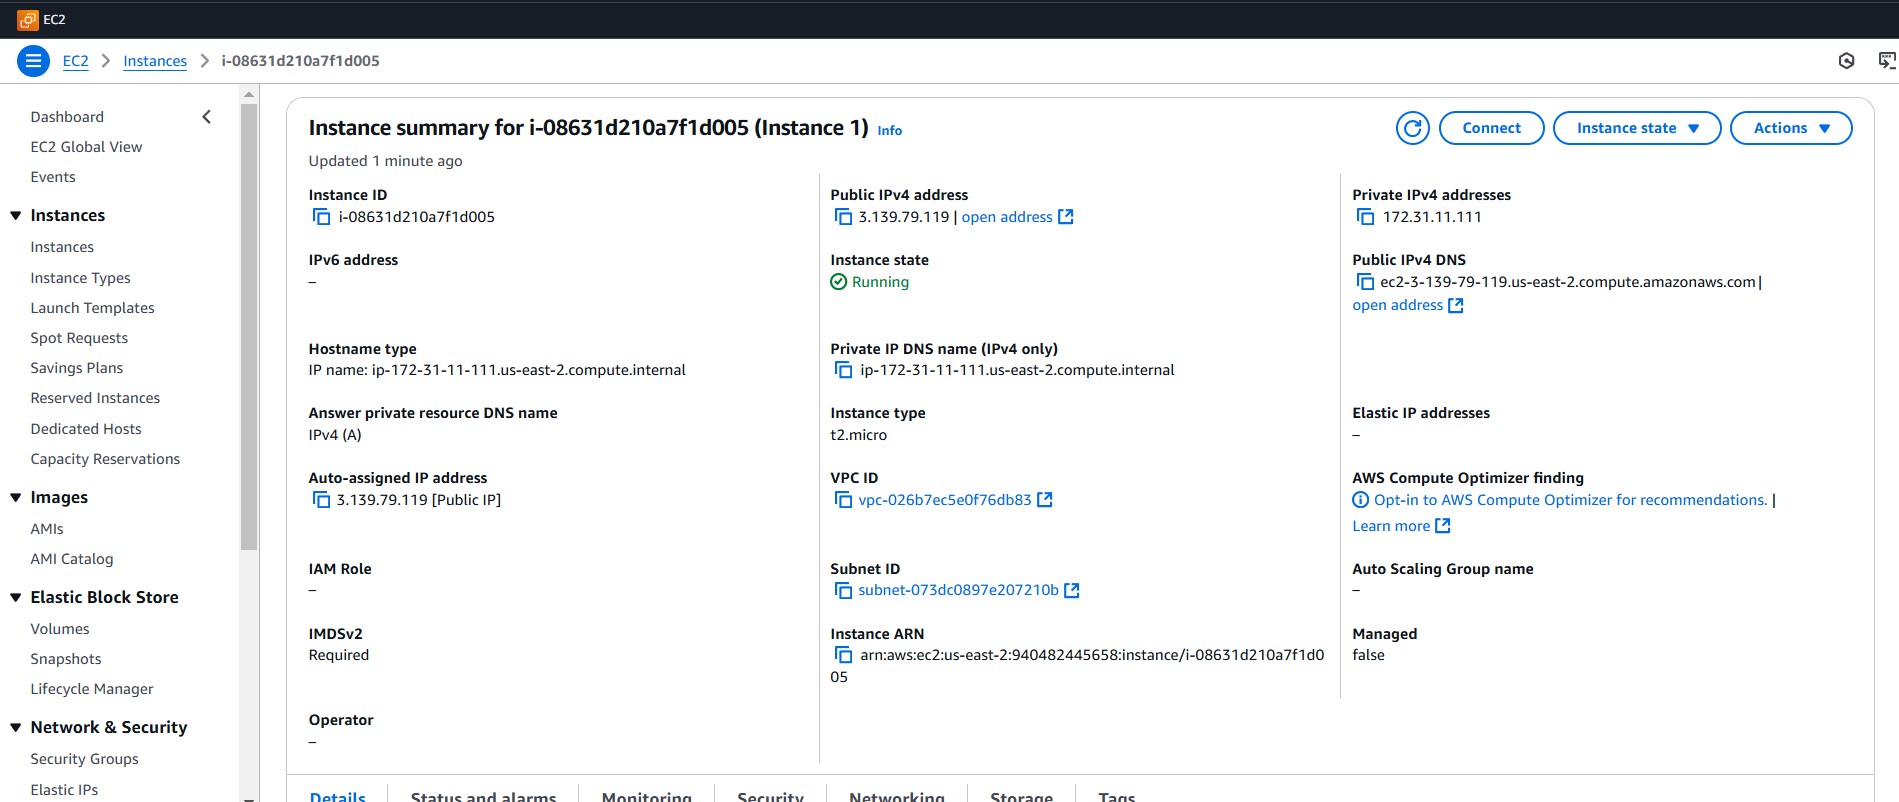 EC2
EC2 > Instances > i-08631d210a7f1d005
Dashboard
EC2 Global View
Events
Instances
Instances
Instance Types
Launch Templates
Spot Requests
Savings Plans
Reserved Instances
Dedicated Hosts
Capacity Reservations
Images
AMIs
AMI Catalog
Elastic Block Store
Volumes
Snapshots
Lifecycle Manager
Network & Security
Security Groups
Elastic IPs
Instance summary for i-08631d210a7f1d005 (Instance 1) Info
Connect
Instance state
Actions
Updated 1 minute ago
Instance ID
i-08631d210a7f1d005
Public IPv4 address
3.139.79.119 | open address
Private IPv4 addresses
172.31.11.111
IPv6 address
–
Instance state
Running
Public IPv4 DNS
ec2-3-139-79-119.us-east-2.compute.amazonaws.com |
open address
Hostname type
IP name: ip-172-31-11-111.us-east-2.compute.internal
Private IP DNS name (IPv4 only)
ip-172-31-11-111.us-east-2.compute.internal
Answer private resource DNS name
IPv4 (A)
Instance type
t2.micro
Elastic IP addresses
–
Auto-assigned IP address
3.139.79.119 [Public IP]
VPC ID
vpc-026b7ec5e0f76db83
AWS Compute Optimizer finding
Opt-in to AWS Compute Optimizer for recommendations. |
Learn more
IAM Role
–
Subnet ID
subnet-073dc0897e207210b
Auto Scaling Group name
–
IMDSv2
Required
Instance ARN
arn:aws:ec2:us-east-2:940482445658:instance/i-08631d210a7f1d0
05
Managed
false
Operator
–
Details
Status and alarms
Monitoring
Security
Networking
Storage
Tags